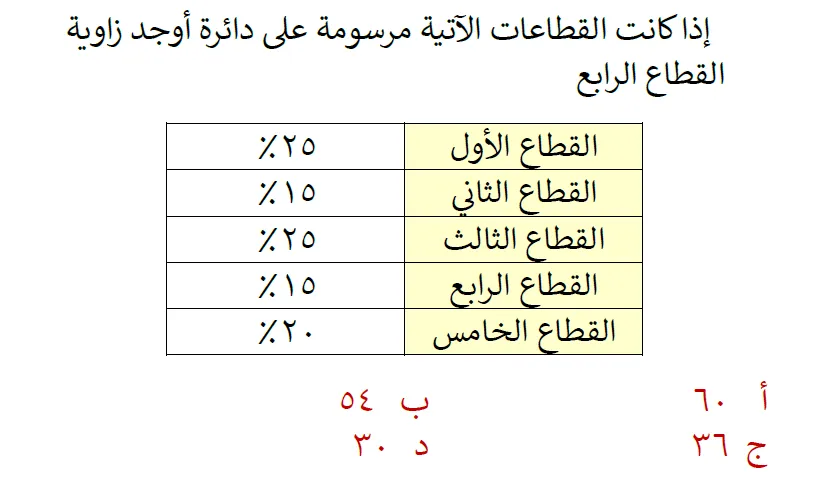 إذا كانت القطاعات الآتية مرسومة على دائرة أوجد زاوية
القطاع الرابع
القطاع الأول ٢٥٪
القطاع الثاني ١٥٪
القطاع الثالث ٢٥٪
القطاع الرابع ١٥٪
القطاع الخامس ٢٠٪
أ ٦٠ ب ٥٤
ج ٣٦ د ٣٠